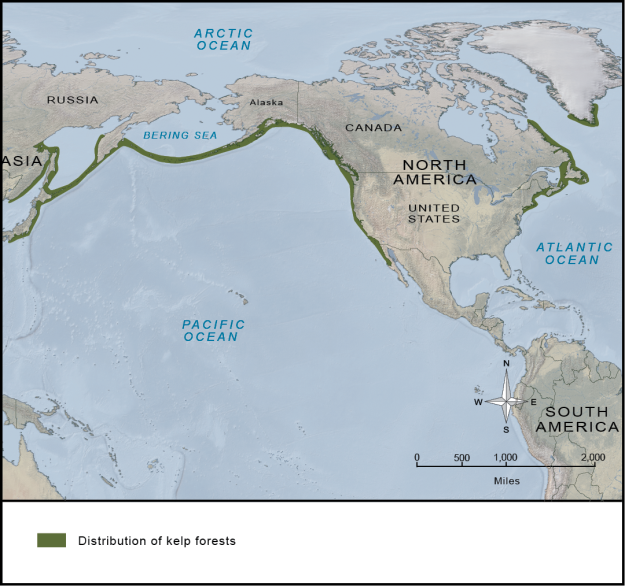 ARCTIC
OCEAN
RUSSIA
Alaska
BERING SEA
CANADA
ASIA
NORTH
AMERICA
UNITED
STATES
ATLANTIC
OCEAN
PACIFIC
OCEAN
N
W
E
S
SOUTH
AMERICA
0 500 1,000 2,000
Miles
Distribution of kelp forests